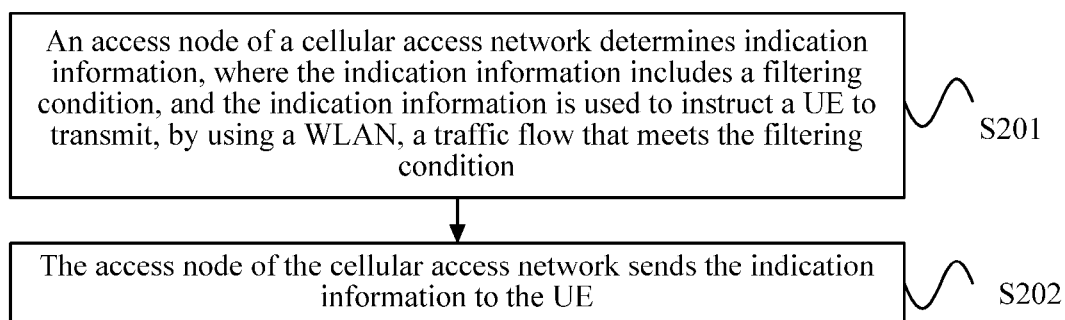 An access node of a cellular access network determines indication
information, where the indication information includes a filtering
condition, and the indication information is used to instruct a UE to
transmit, by using a WLAN, a traffic flow that meets the filtering
condition
S201
The access node of the cellular access network sends the indication
information to the UE
S202